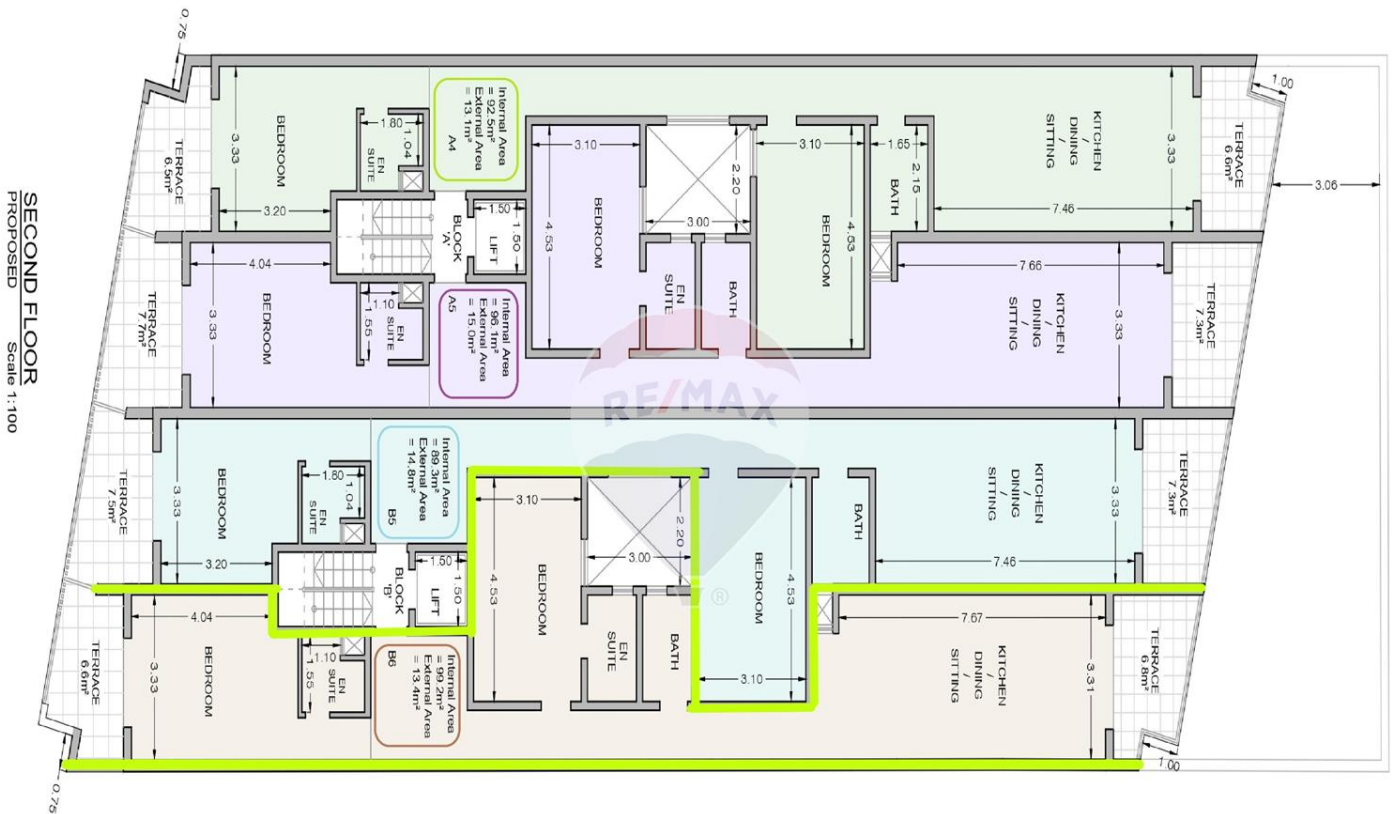 SECOND FLOOR
PROPOSED Scale 1:100
0.75
TERRACE
6.5m²
3.33
BEDROOM
3.20
1.80
1.04
EN
SUITE
Internal Area
= 92.5m²
External Area
= 13.1m²
A4
3.10
BEDROOM
4.53
2.20
3.00
3.10
BEDROOM
4.53
1.65
2.15
BATH
KITCHEN
/
DINING
/
SITTING
3.33
7.46
1.00
TERRACE
6.6m²
3.06
BLOCK
'A'
1.50
1.50
LIFT
TERRACE
7.7m²
4.04
3.33
BEDROOM
1.10
1.55
EN
SUITE
Internal Area
= 96.1m²
External Area
= 15.0m²
A5
EN
SUITE
BATH
7.66
KITCHEN
/
DINING
/
SITTING
3.33
TERRACE
7.3m²
RE/MAX
®
TERRACE
7.5m²
3.33
BEDROOM
3.20
1.80
1.04
EN
SUITE
Internal Area
= 89.3m²
External Area
= 14.8m²
B5
3.10
BEDROOM
4.53
2.20
3.00
BEDROOM
4.53
3.10
BATH
KITCHEN
/
DINING
/
SITTING
3.33
7.46
TERRACE
7.3m²
BLOCK
'B'
1.50
1.50
LIFT
TERRACE
6.6m²
4.04
3.33
BEDROOM
1.10
1.55
EN
SUITE
Internal Area
= 99.2m²
External Area
= 13.4m²
B6
EN
SUITE
BATH
7.67
KITCHEN
/
DINING
/
SITTING
3.31
TERRACE
6.8m²
1.00
0.75